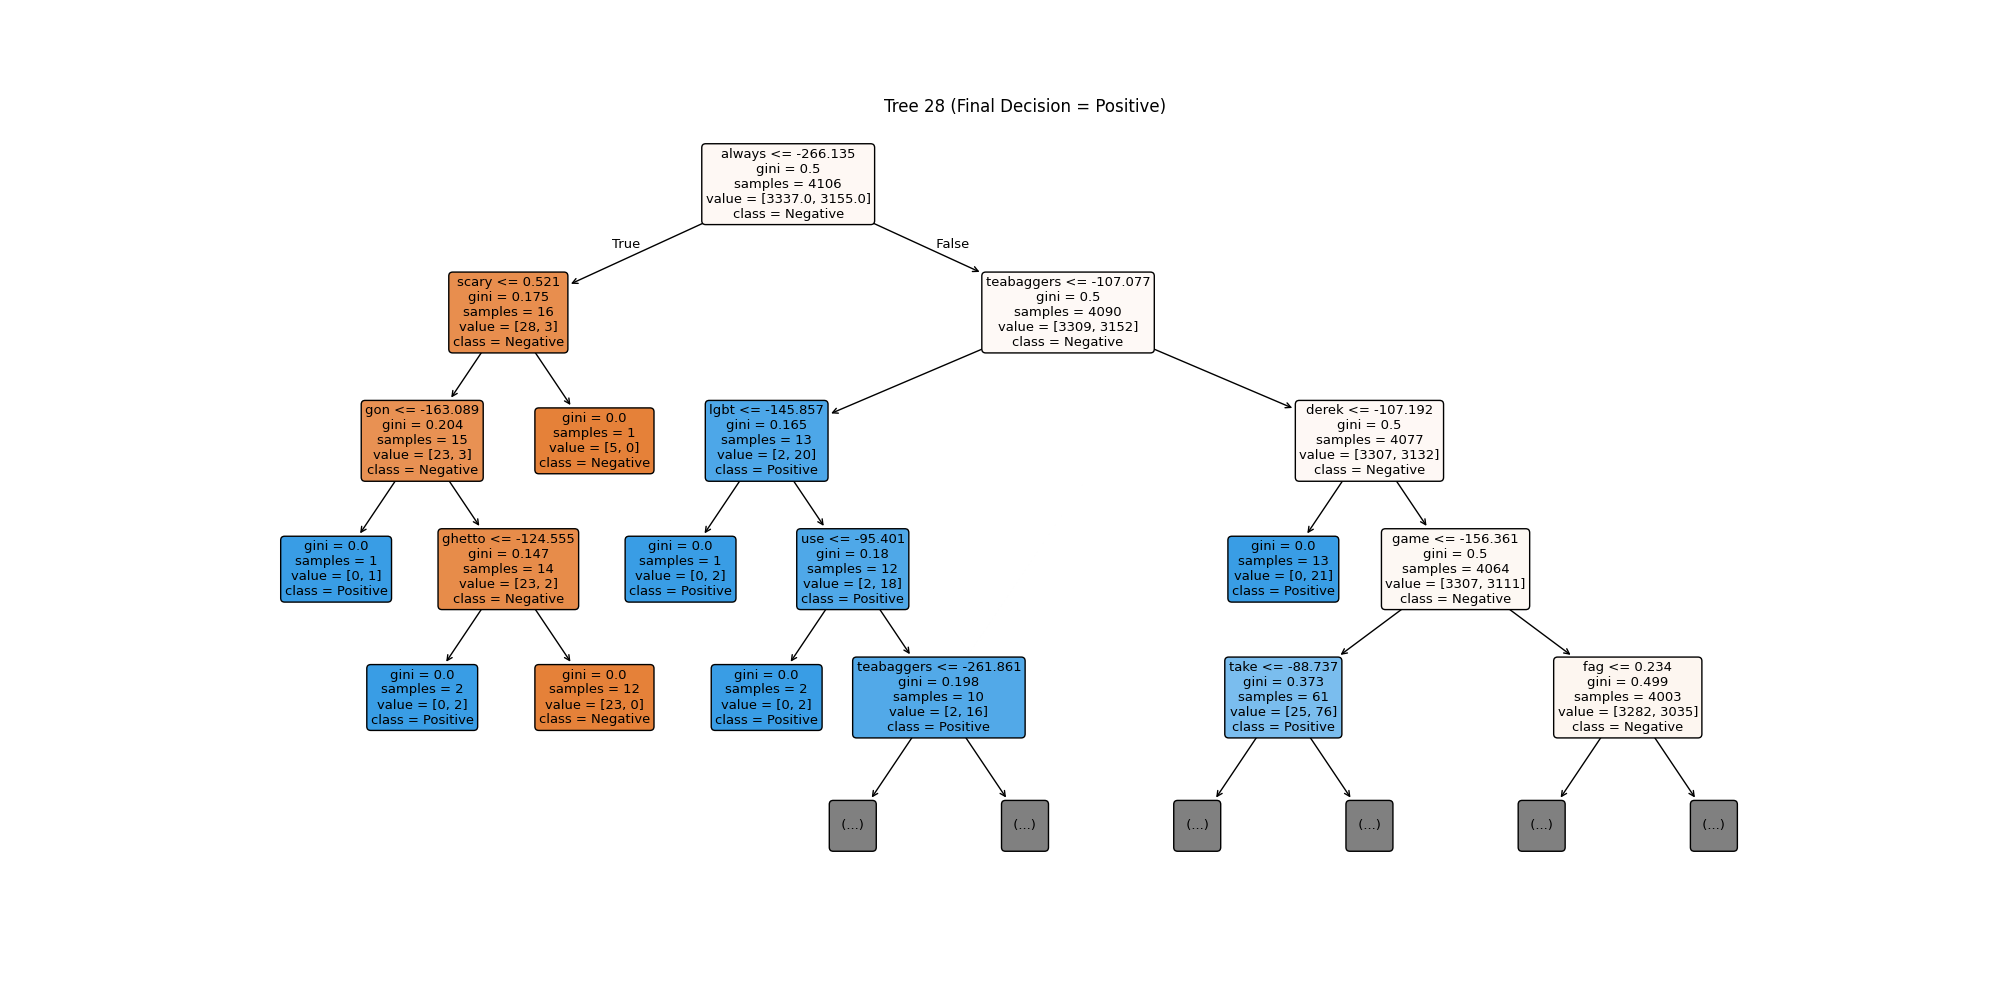 Tree 28 (Final Decision = Positive)
always <= -266.135
gini = 0.5
samples = 4106
value = [3337.0, 3155.0]
class = Negative
True
False
scary <= 0.521
gini = 0.175
samples = 16
value = [28, 3]
class = Negative
teabaggers <= -107.077
gini = 0.5
samples = 4090
value = [3309, 3152]
class = Negative
gon <= -163.089
gini = 0.204
samples = 15
value = [23, 3]
class = Negative
gini = 0.0
samples = 1
value = [5, 0]
class = Negative
lgbt <= -145.857
gini = 0.165
samples = 13
value = [2, 20]
class = Positive
derek <= -107.192
gini = 0.5
samples = 4077
value = [3307, 3132]
class = Negative
gini = 0.0
samples = 1
value = [0, 1]
class = Positive
ghetto <= -124.555
gini = 0.147
samples = 14
value = [23, 2]
class = Negative
gini = 0.0
samples = 1
value = [0, 2]
class = Positive
use <= -95.401
gini = 0.18
samples = 12
value = [2, 18]
class = Positive
gini = 0.0
samples = 13
value = [0, 21]
class = Positive
game <= -156.361
gini = 0.5
samples = 4064
value = [3307, 3111]
class = Negative
gini = 0.0
samples = 2
value = [0, 2]
class = Positive
gini = 0.0
samples = 12
value = [23, 0]
class = Negative
gini = 0.0
samples = 2
value = [0, 2]
class = Positive
teabaggers <= -261.861
gini = 0.198
samples = 10
value = [2, 16]
class = Positive
take <= -88.737
gini = 0.373
samples = 61
value = [25, 76]
class = Positive
fag <= 0.234
gini = 0.499
samples = 4003
value = [3282, 3035]
class = Negative
(...)
(...)
(...)
(...)
(...)
(...)